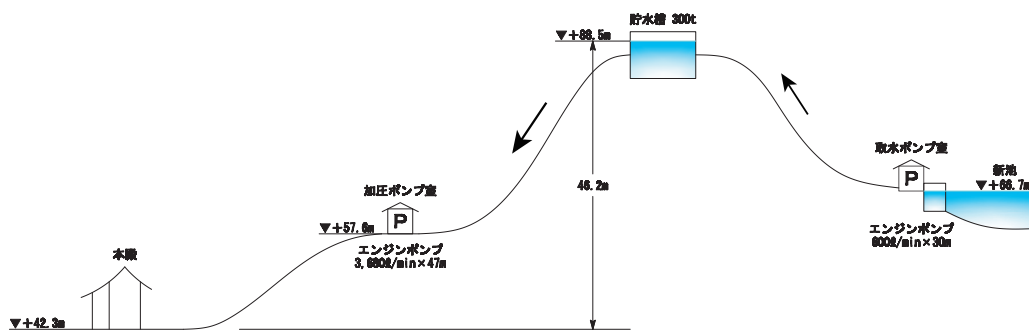 貯水槽 300t
▼+88.5m
取水ポンプ室
P
新池
▼+66.7m
46.2m
加圧ポンプ室
P
▼+57.6m
エンジンポンプ
3,680ℓ/min×47m
エンジンポンプ
600ℓ/min×30m
本殿
▼+42.3m